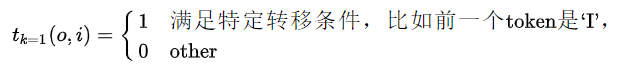 t_{k=1}(o, i) = { 1 满足特定转移条件，比如前一个token是‘I’，
0 other